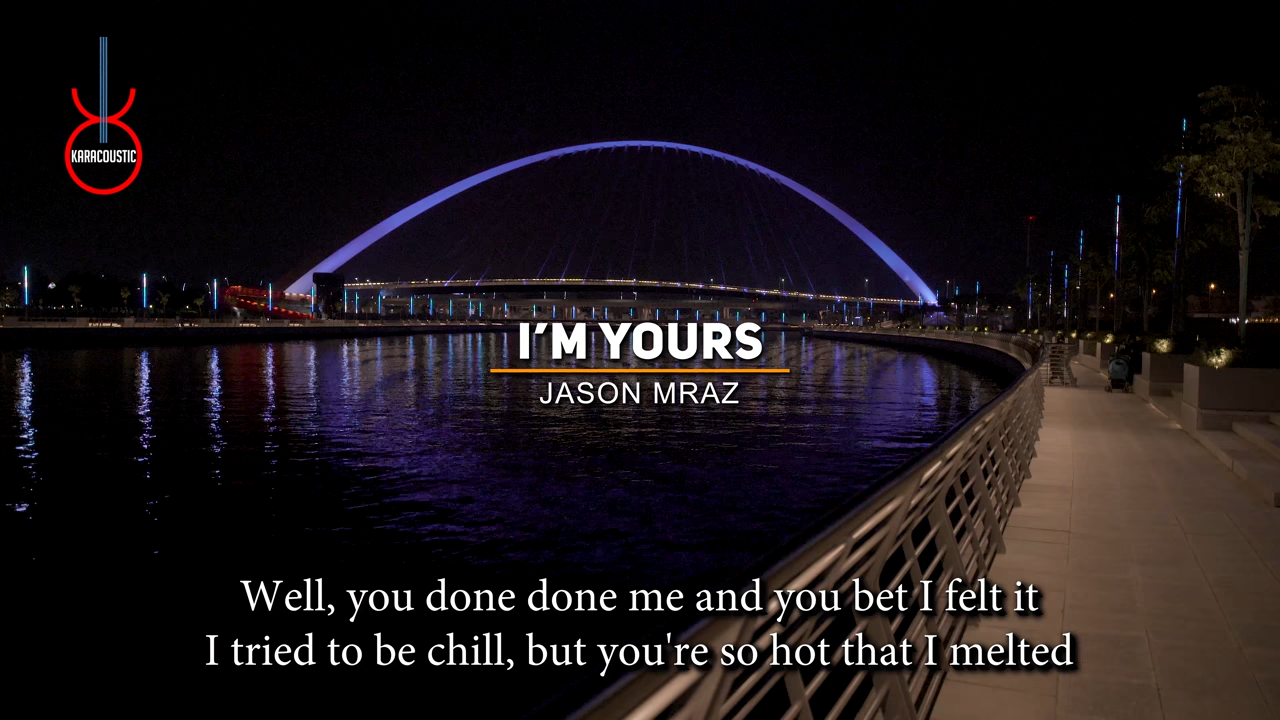 KARACOUSTIC
I'M YOURS
JASON MRAZ
Well, you done done me and you bet I felt it
I tried to be chill, but you're so hot that I melted